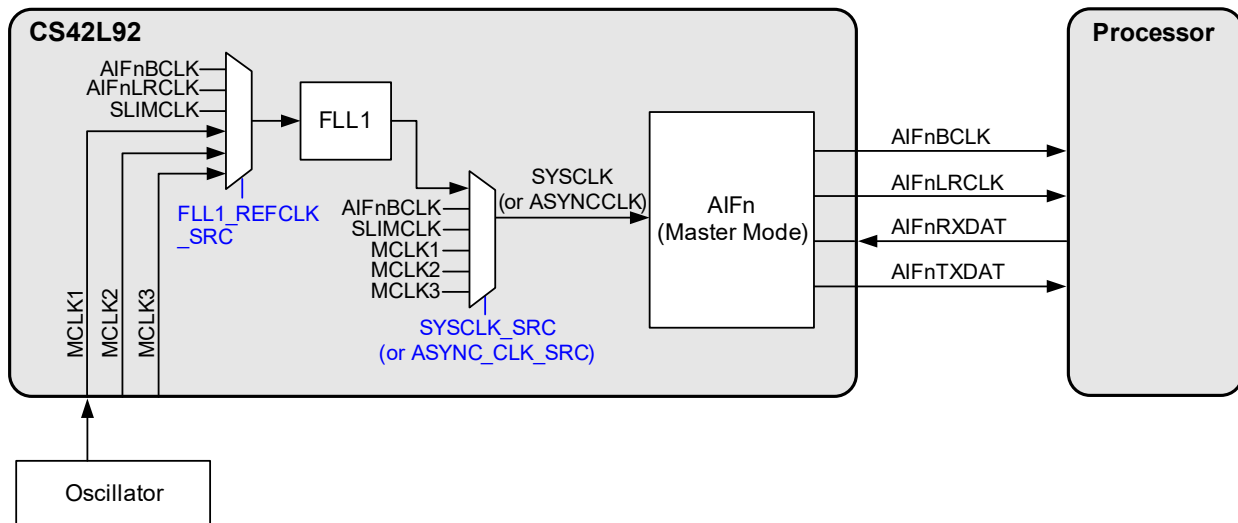 CS42L92
Processor
AIFnBCLK
AIFnLRCLK
SLIMCLK
FLL1
FLL1_REFCLK
_SRC
MCLK1
MCLK2
MCLK3
SYSCLK
(or ASYNCCLK)
AIFnBCLK
SLIMCLK
MCLK1
MCLK2
MCLK3
SYSCLK_SRC
(or ASYNC_CLK_SRC)
AIFn
(Master Mode)
AIFnBCLK
AIFnLRCLK
AIFnRXDAT
AIFnTXDAT
Oscillator